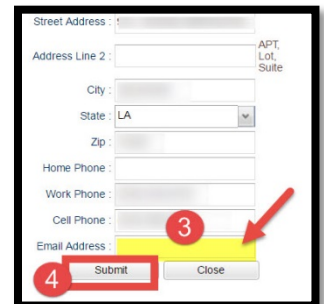 Street Address :
Address Line 2 : APT, Lot, Suite
City :
State : LA
Zip :
Home Phone :
Work Phone :
Cell Phone :
3
Email Address :
4 Submit Close